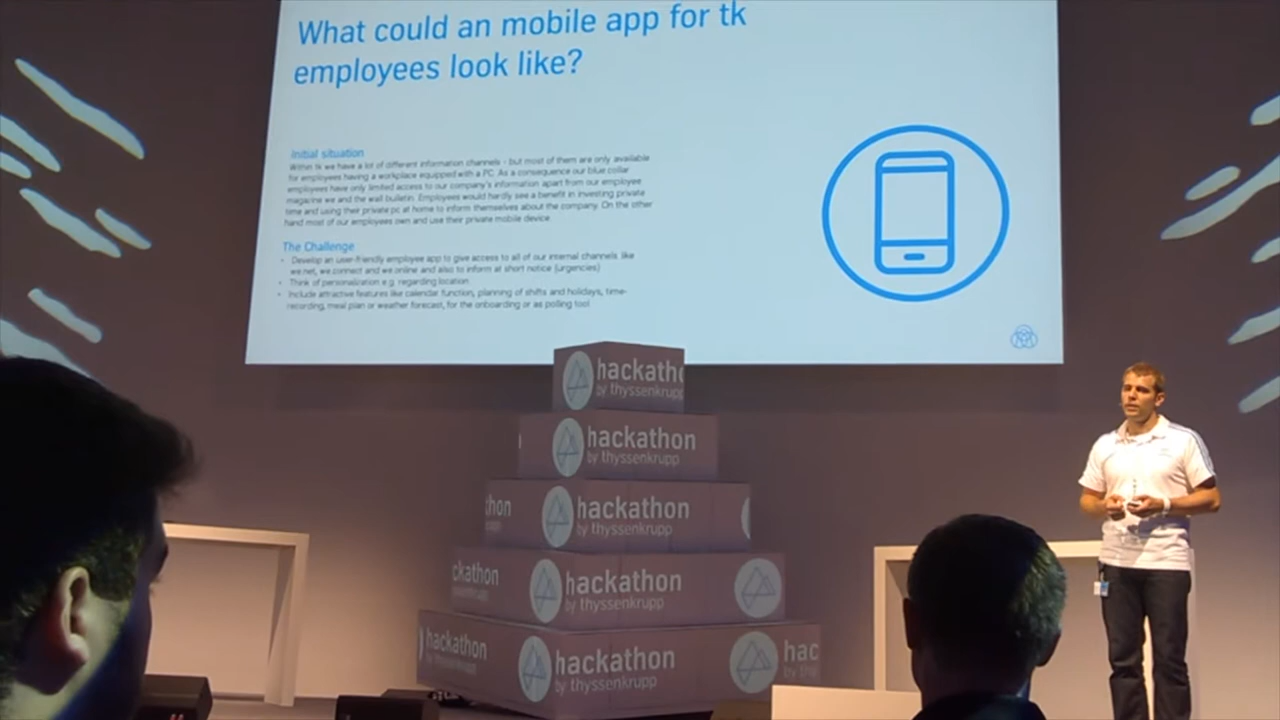 What could an mobile app for tk
employees look like?
Initial situation
Within tk we have a lot of different information channels - but most of them are only available
for employees having a workplace equipped with a PC. As a consequence our blue collar
employees have only limited access to our company's information apart from our employee
magazine we and the wall bulletin. Employees would hardly see a benefit in investing private
time and using their private pc at home to inform themselves about the company. On the other
hand most of our employees own and use their private mobile device.
The Challenge
• Develop an user-friendly employee app to give access to all of our internal channels like
we.net, we.connect and we.online and also to inform at short notice (urgencies)
• Think of personalization e.g. regarding location
• Include attractive features like calendar function, planning of shifts and holidays, time-
recording, meal plan or weather forecast, for the onboarding or as polling tool
hackatho
by thyssenkrupp
hackathon
by thyssenkrupp
thon
hackathon
by thyssenkrupp
ckathon
hackathon
by thyssenkrupp
hackathon
by thyssenkrupp
hackathon
by thyssenkrupp
hac
by thy